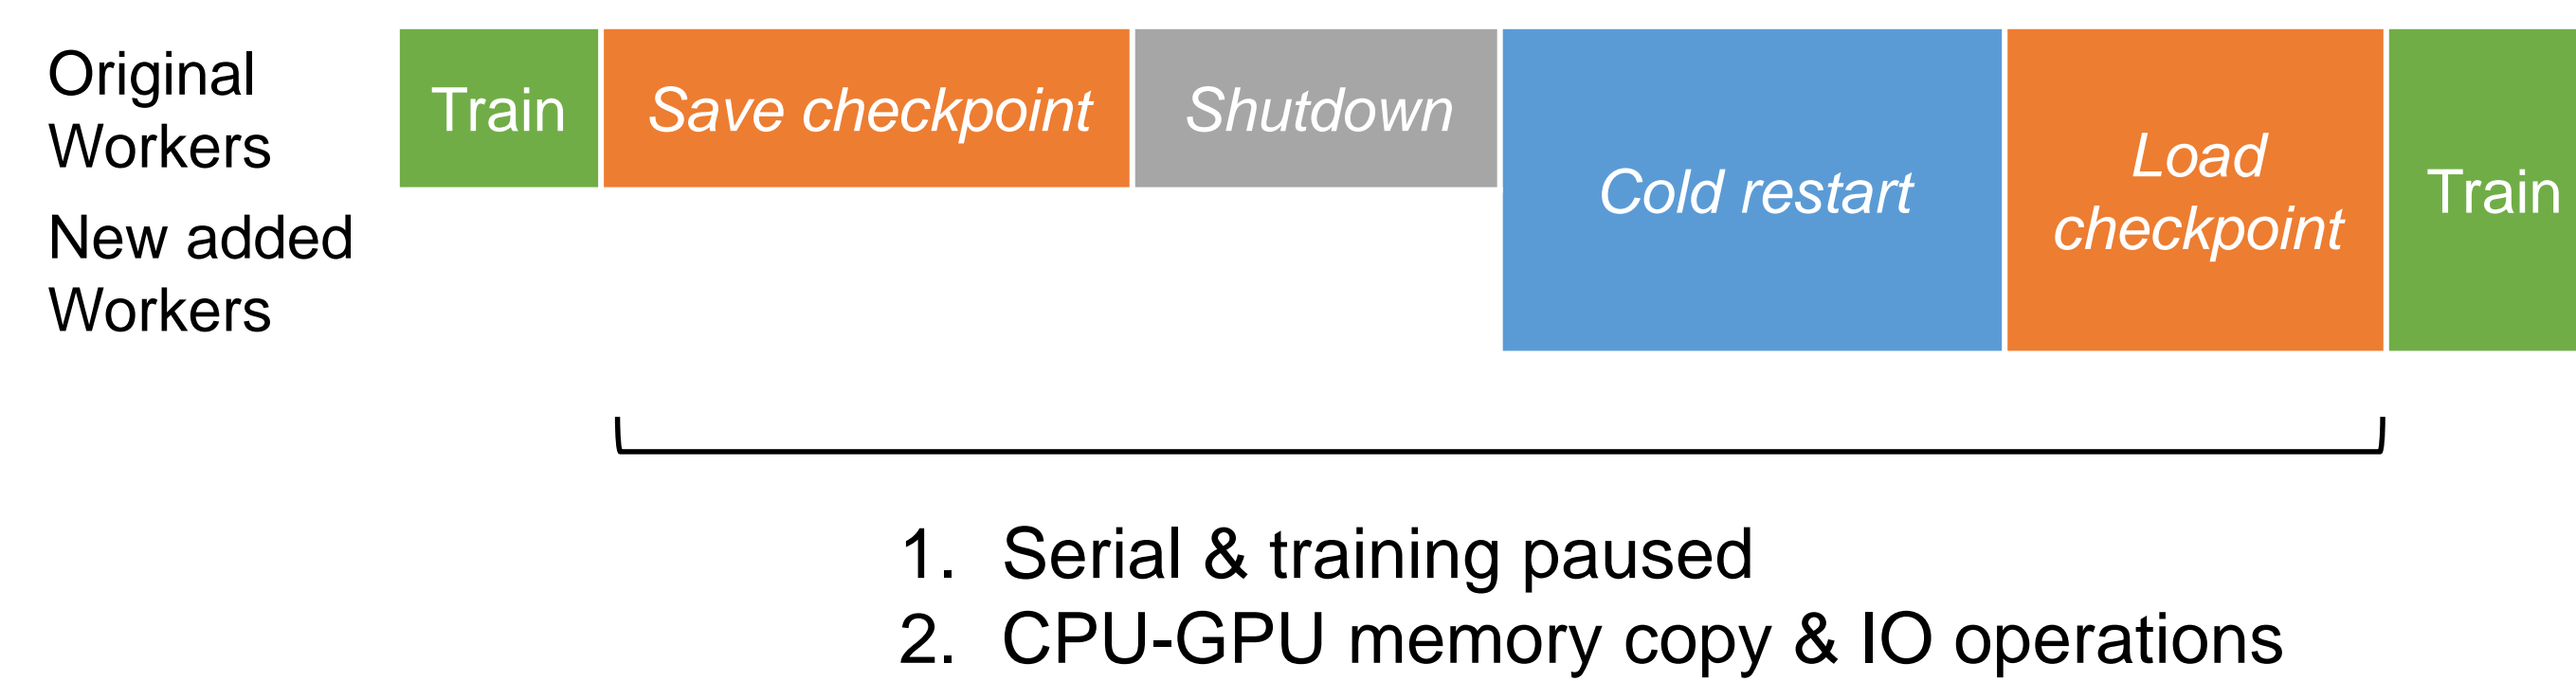 Original
Workers
Train
Save checkpoint
Shutdown
Cold restart
Load
checkpoint
Train
New added
Workers
1. Serial & training paused
2. CPU-GPU memory copy & IO operations